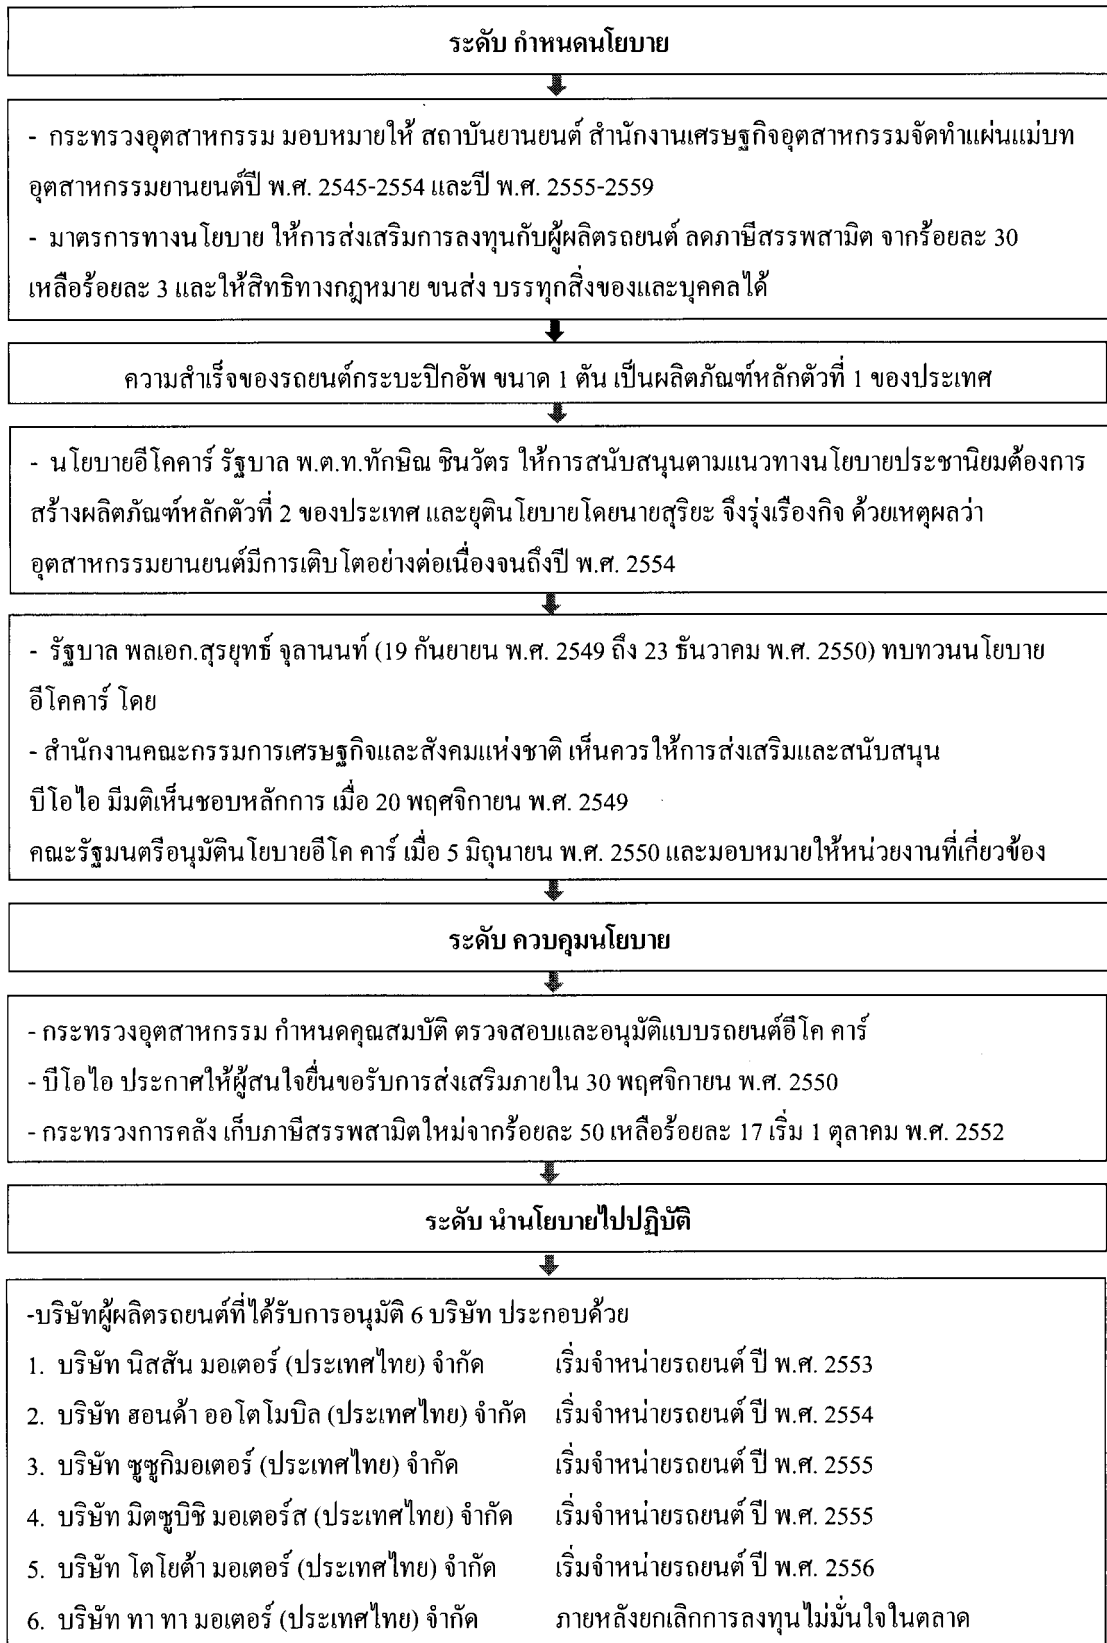 ระดับ กำหนดนโยบาย
- กระทรวงอุตสาหกรรม มอบหมายให้ สถาบันยานยนต์ สำนักงานเศรษฐกิจอุตสาหกรรมจัดทำแผ่นแม่บท
อุตสาหกรรมยานยนต์ปี พ.ศ. 2545-2554 และปี พ.ศ. 2555-2559
- มาตรการทางนโยบาย ให้การส่งเสริมการลงทุนกับผู้ผลิตรถยนต์ ลดภาษีสรรพสามิต จากร้อยละ 30
เหลือร้อยละ 3 และให้สิทธิทางกฎหมาย ขนส่ง บรรทุกสิ่งของและบุคคลได้
ความสำเร็จของรถยนต์กระบะปิกอัพ ขนาด 1 ตัน เป็นผลิตภัณฑ์หลักตัวที่ 1 ของประเทศ
- นโยบายอีโคคาร์ รัฐบาล พ.ต.ท.ทักษิณ ชินวัตร ให้การสนับสนุนตามแนวทางนโยบายประชานิยมต้องการ
สร้างผลิตภัณฑ์หลักตัวที่ 2 ของประเทศ และยุตินโยบายโดยนายสุริยะ จึงรุ่งเรืองกิจ ด้วยเหตุผลว่า
อุตสาหกรรมยานยนต์มีการเติบโตอย่างต่อเนื่องจนถึงปี พ.ศ. 2554
- รัฐบาล พลเอก.สุรยุทธ์ จุลานนท์ (19 กันยายน พ.ศ. 2549 ถึง 23 ธันวาคม พ.ศ. 2550) ทบทวนนโยบาย
อีโคคาร์ โดย
- สำนักงานคณะกรรมการเศรษฐกิจและสังคมแห่งชาติ เห็นควรให้การส่งเสริมและสนับสนุน
บีโอไอ มีมติเห็นชอบหลักการ เมื่อ 20 พฤศจิกายน พ.ศ. 2549
คณะรัฐมนตรีอนุมัตินโยบายอีโค คาร์ เมื่อ 5 มิถุนายน พ.ศ. 2550 และมอบหมายให้หน่วยงานที่เกี่ยวข้อง
ระดับ ควบคุมนโยบาย
- กระทรวงอุตสาหกรรม กำหนดคุณสมบัติ ตรวจสอบและอนุมัติแบบรถยนต์อีโค คาร์
- บีโอไอ ประกาศให้ผู้สนใจยื่นขอรับการส่งเสริมภายใน 30 พฤศจิกายน พ.ศ. 2550
- กระทรวงการคลัง เก็บภาษีสรรพสามิตใหม่จากร้อยละ 50 เหลือร้อยละ 17 เริ่ม 1 ตุลาคม พ.ศ. 2552
ระดับ นำนโยบายไปปฏิบัติ
-บริษัทผู้ผลิตรถยนต์ที่ได้รับการอนุมัติ 6 บริษัท ประกอบด้วย
1. บริษัท นิสสัน มอเตอร์ (ประเทศไทย) จำกัด เริ่มจำหน่ายรถยนต์ ปี พ.ศ. 2553
2. บริษัท ฮอนด้า ออโตโมบิล (ประเทศไทย) จำกัด เริ่มจำหน่ายรถยนต์ ปี พ.ศ. 2554
3. บริษัท ซูซูกิมอเตอร์ (ประเทศไทย) จำกัด เริ่มจำหน่ายรถยนต์ ปี พ.ศ. 2555
4. บริษัท มิตซูบิชิ มอเตอร์ส (ประเทศไทย) จำกัด เริ่มจำหน่ายรถยนต์ ปี พ.ศ. 2555
5. บริษัท โตโยต้า มอเตอร์ (ประเทศไทย) จำกัด เริ่มจำหน่ายรถยนต์ ปี พ.ศ. 2556
6. บริษัท ทา ทา มอเตอร์ (ประเทศไทย) จำกัด ภายหลังยกเลิกการลงทุนไม่มั่นใจในตลาด